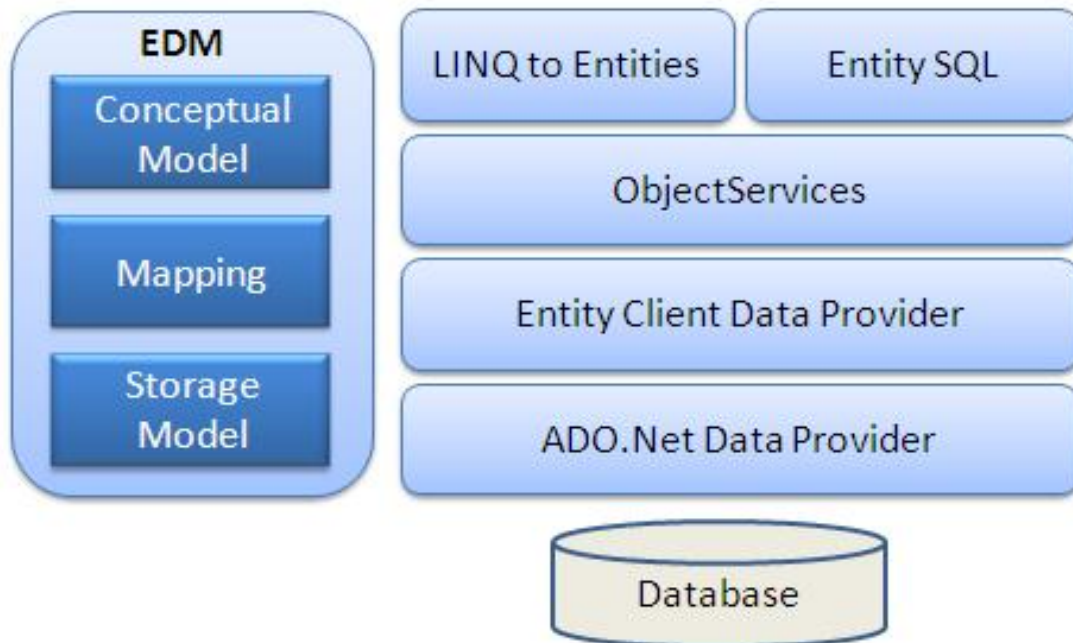 EDM
Conceptual
Model
Mapping
Storage
Model
LINQ to Entities
Entity SQL
ObjectServices
Entity Client Data Provider
ADO.Net Data Provider
Database